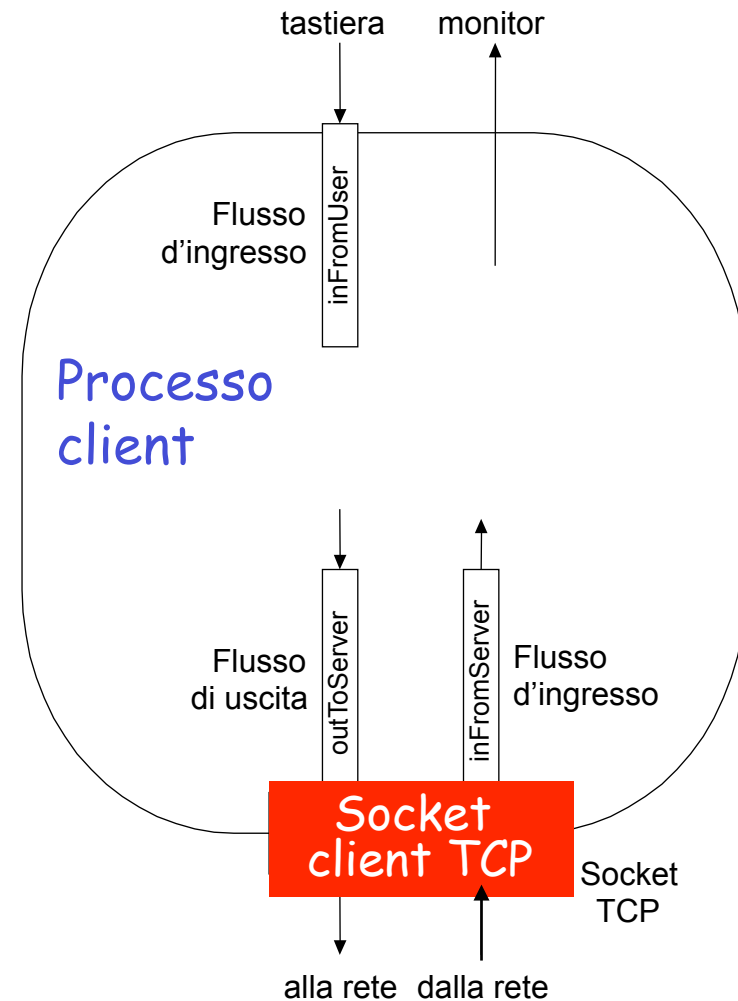 tastiera
monitor
inFromUser
Flusso
d'ingresso
Processo
client
outToServer
Flusso
di uscita
inFromServer
Flusso
d'ingresso
Socket
client TCP
Socket
TCP
alla rete
dalla rete